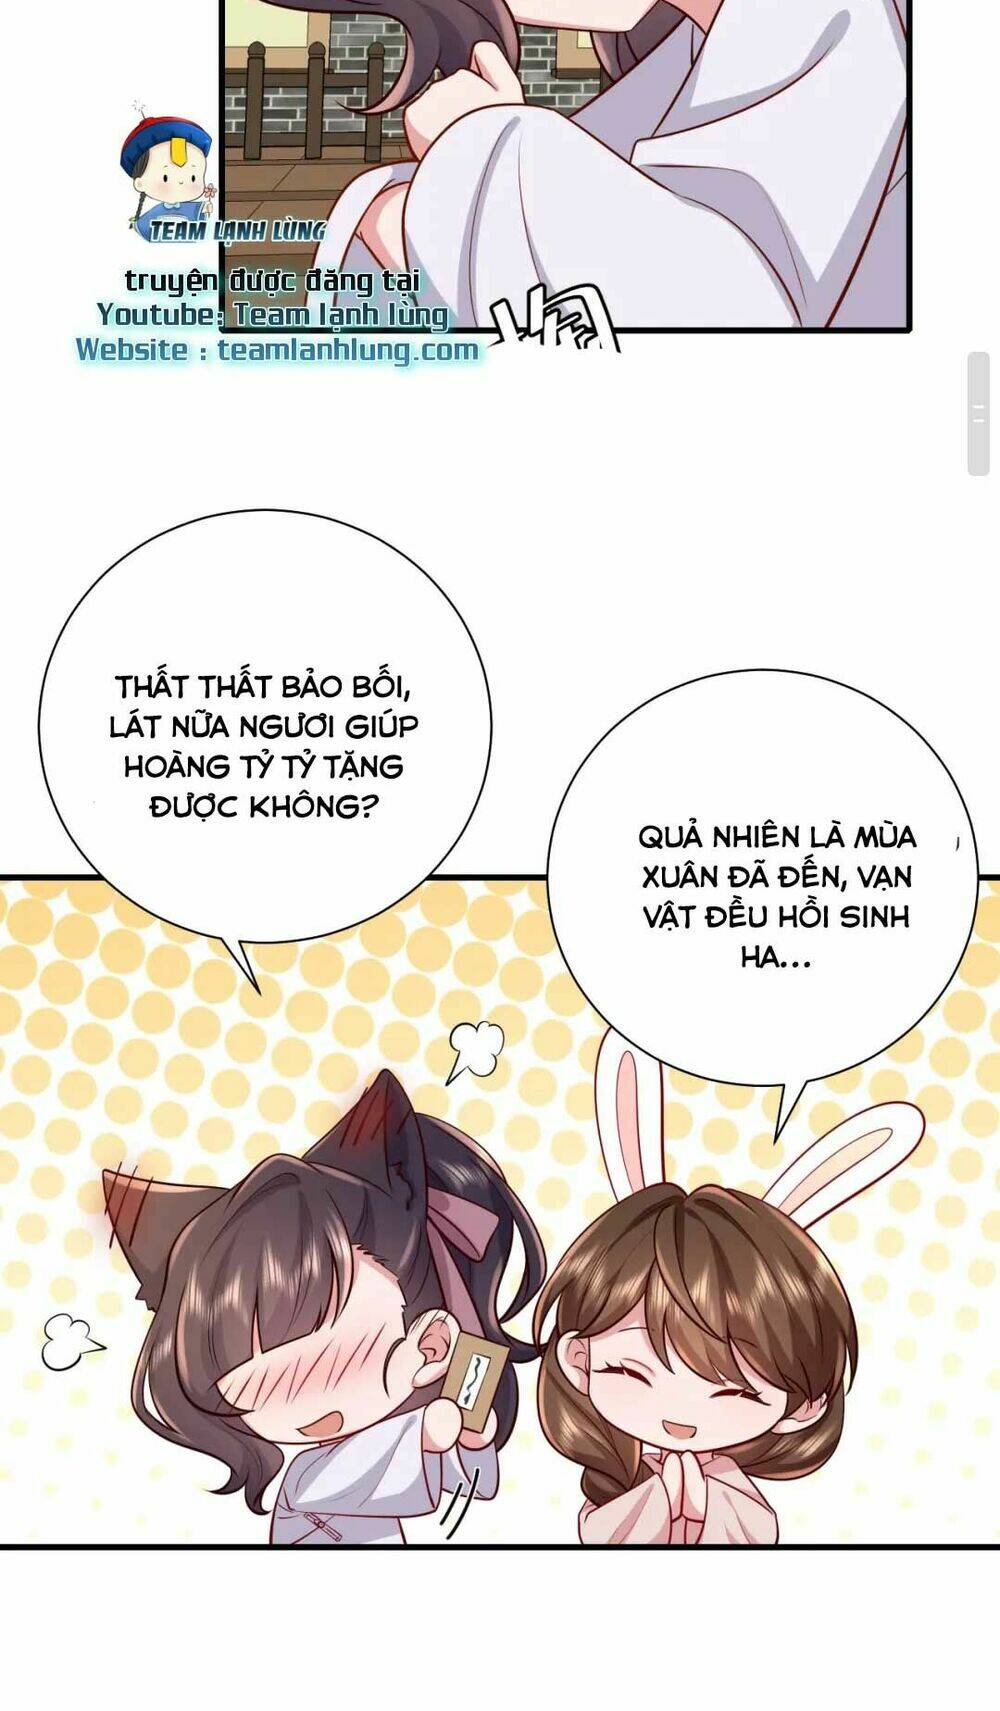 TEAM LẠNH LÙNG
truyện được đăng tại
Youtube: Team lạnh lùng
Website : teamlanhlung.com
THẤT THẤT BẢO BỐI,
LÁT NỮA NGƯƠI GIÚP
HOÀNG TỶ TỶ TẶNG
ĐƯỢC KHÔNG?
QUẢ NHIÊN LÀ MÙA
XUÂN ĐÃ ĐẾN, VẠN
VẬT ĐỀU HỒI SINH
HA...